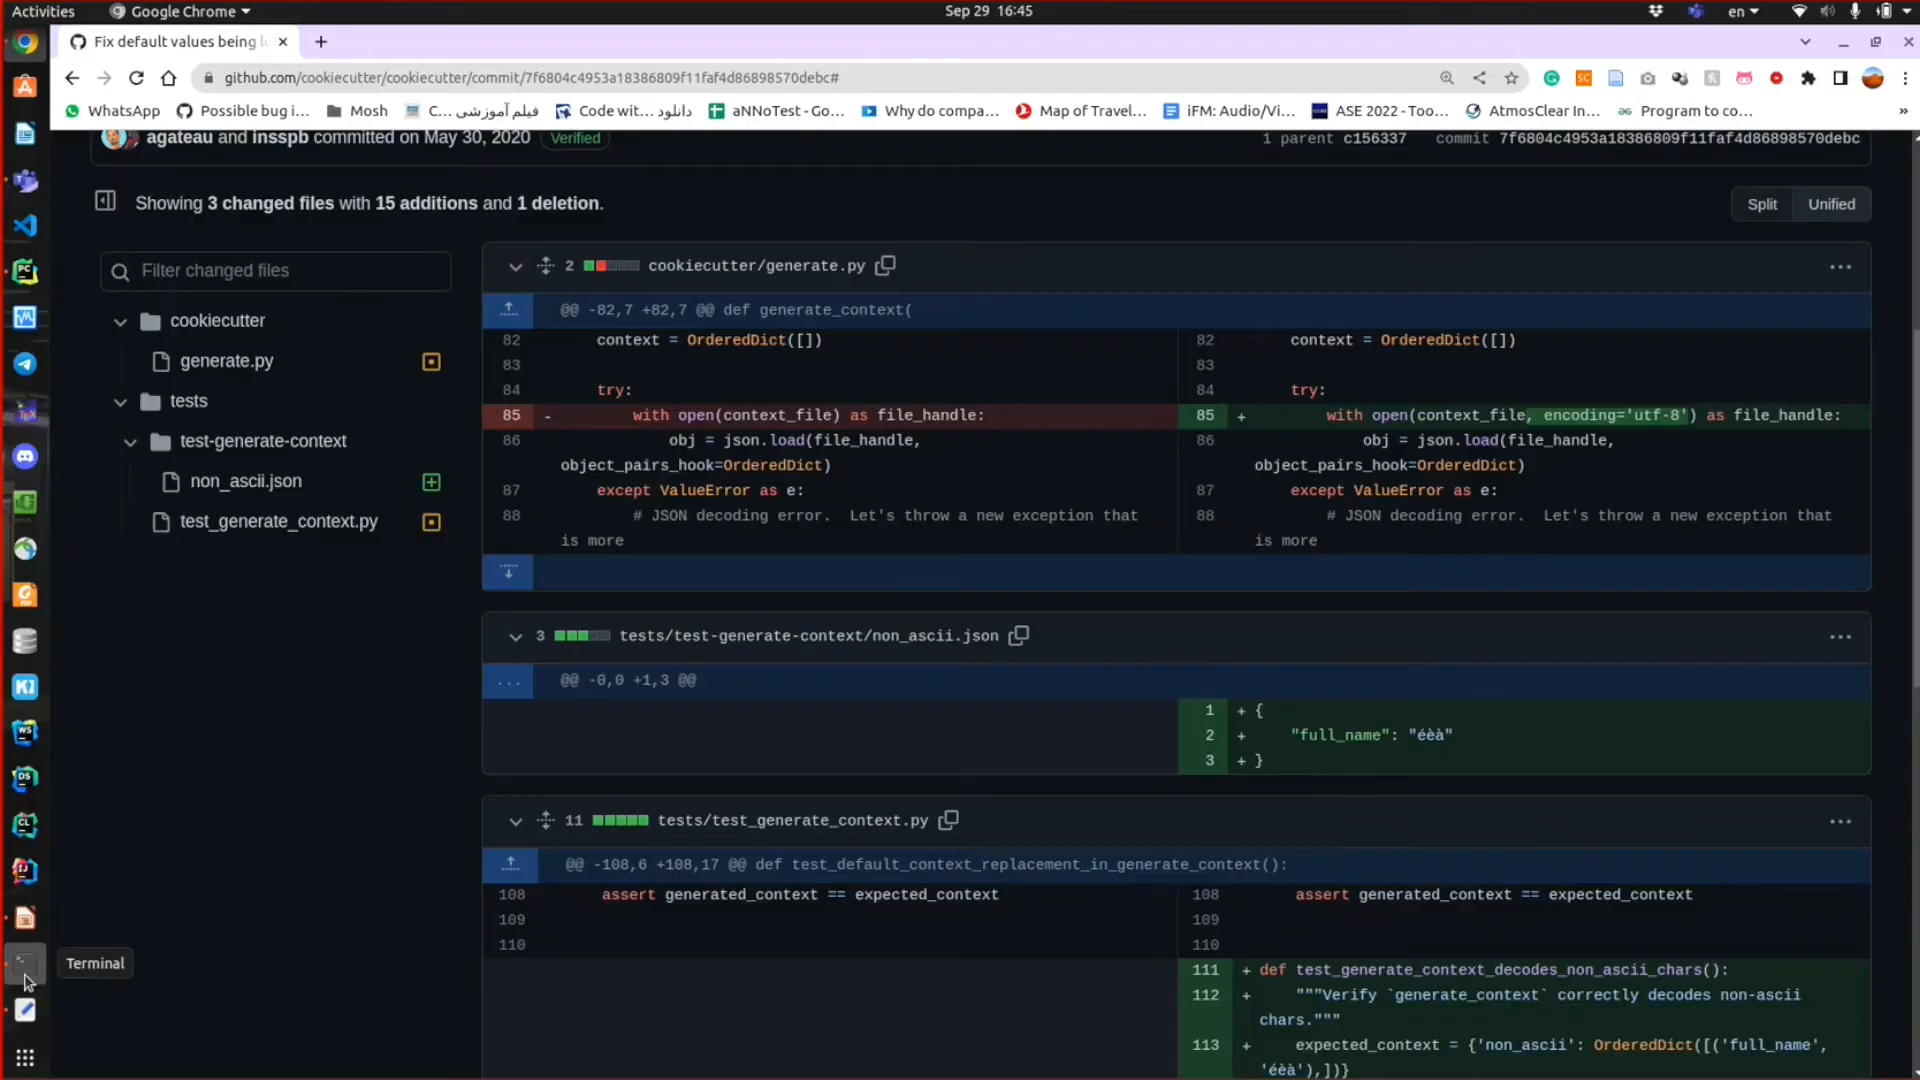 Activities
Google Chrome
Sep 29 16:45
en
Fix default values being l
github.com/cookiecutter/cookiecutter/commit/7f6804c4953a18386809f11faf4d86898570debc#
WhatsApp
Possible bug i...
Mosh
فیلم آموزشی C...
دانلود Code wit...
aNNoTest - Go...
Why do compa...
Map of Travel...
iFM: Audio/Vi...
ASE 2022 - Too...
AtmosClear In...
Program to co...
»
agateau and insspb committed on May 30, 2020
Verified
1 parent c156337
commit 7f6804c4953a18386809f11faf4d86898570debc
Showing 3 changed files with 15 additions and 1 deletion.
Split
Unified
Filter changed files
cookiecutter
generate.py
tests
test-generate-context
non_ascii.json
test_generate_context.py
2 cookiecutter/generate.py
@@ -82,7 +82,7 @@ def generate_context(
82 context = OrderedDict([])
83
84 try:
85 - with open(context_file) as file_handle:
86 obj = json.load(file_handle,
object_pairs_hook=OrderedDict)
87 except ValueError as e:
88 # JSON decoding error.  Let's throw a new exception that
is more
82 context = OrderedDict([])
83
84 try:
85 + with open(context_file, encoding='utf-8') as file_handle:
86 obj = json.load(file_handle,
object_pairs_hook=OrderedDict)
87 except ValueError as e:
88 # JSON decoding error.  Let's throw a new exception that
is more
3 tests/test-generate-context/non_ascii.json
@@ -0,0 +1,3 @@
1 + {
2 + "full_name": "éèà"
3 + }
11 tests/test_generate_context.py
@@ -108,6 +108,17 @@ def test_default_context_replacement_in_generate_context():
108 assert generated_context == expected_context
109
110
108 assert generated_context == expected_context
109
110
111 + def test_generate_context_decodes_non_ascii_chars():
112 + """Verify `generate_context` correctly decodes non-ascii
chars."""
113 + expected_context = {'non_ascii': OrderedDict([('full_name',
'éèà'),])}
Terminal